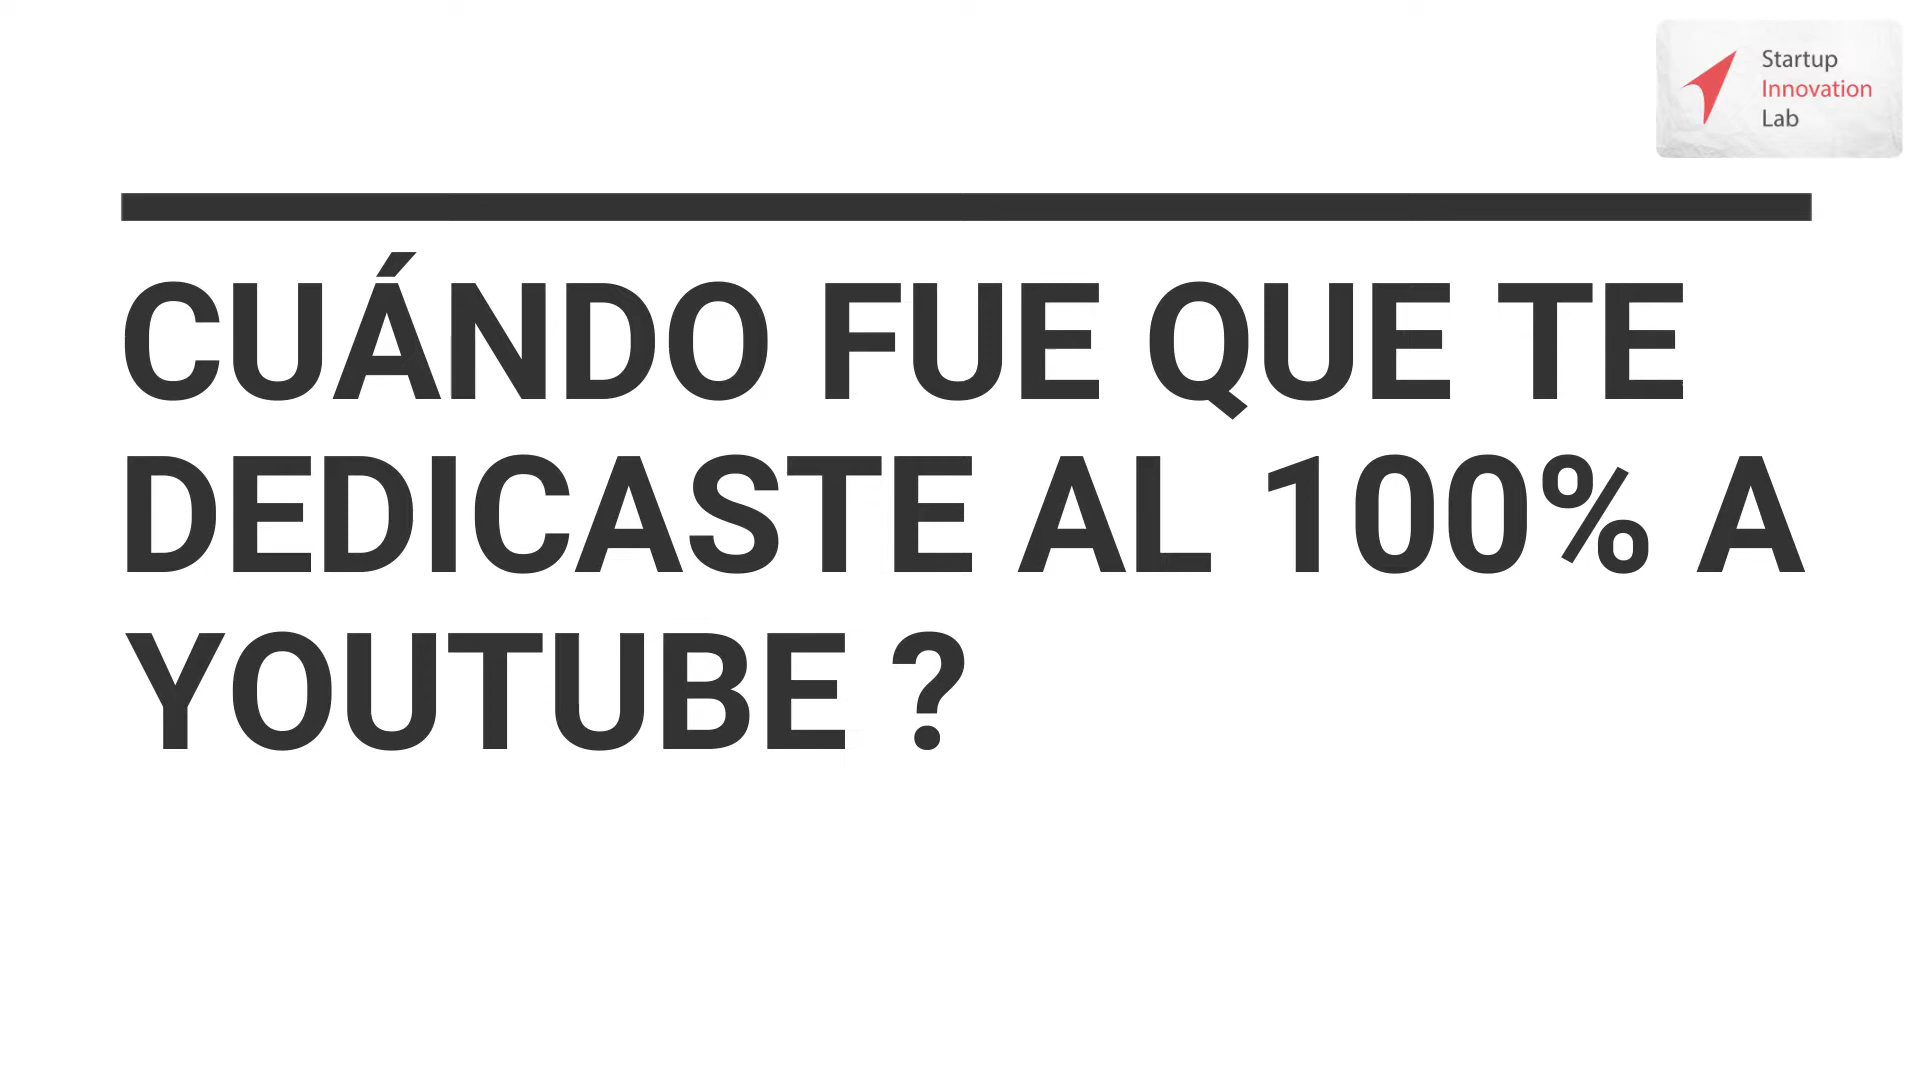 Startup
Innovation
Lab
CUÁNDO FUE QUE TE
DEDICASTE AL 100% A
YOUTUBE ?